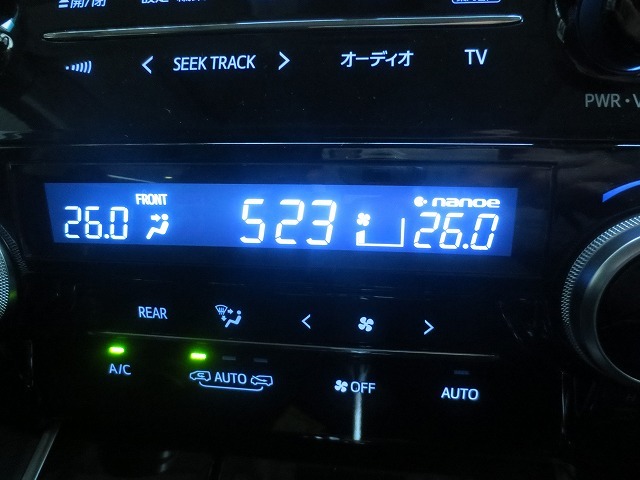 SEEK TRACK オーディオ TV
PWR・V
FRONT nanoe
26.0 523 26.0
REAR
A/C AUTO OFF AUTO